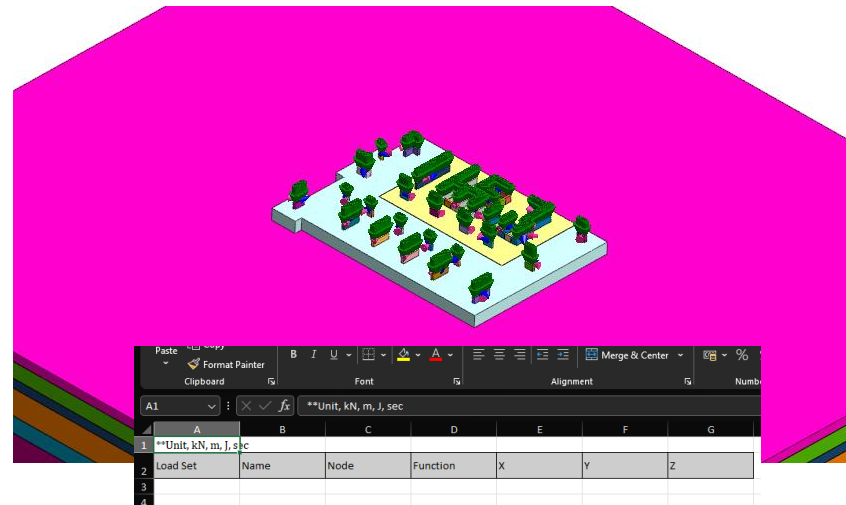 Paste
Copy
Format Painter
B I U A
Merge & Center
%
Clipboard
Font
Alignment
A1
fx
**Unit, kN, m, J, sec
A B C D E F G
1 **Unit, kN, m, J, sec
2 Load Set Name Node Function X Y Z
3
4